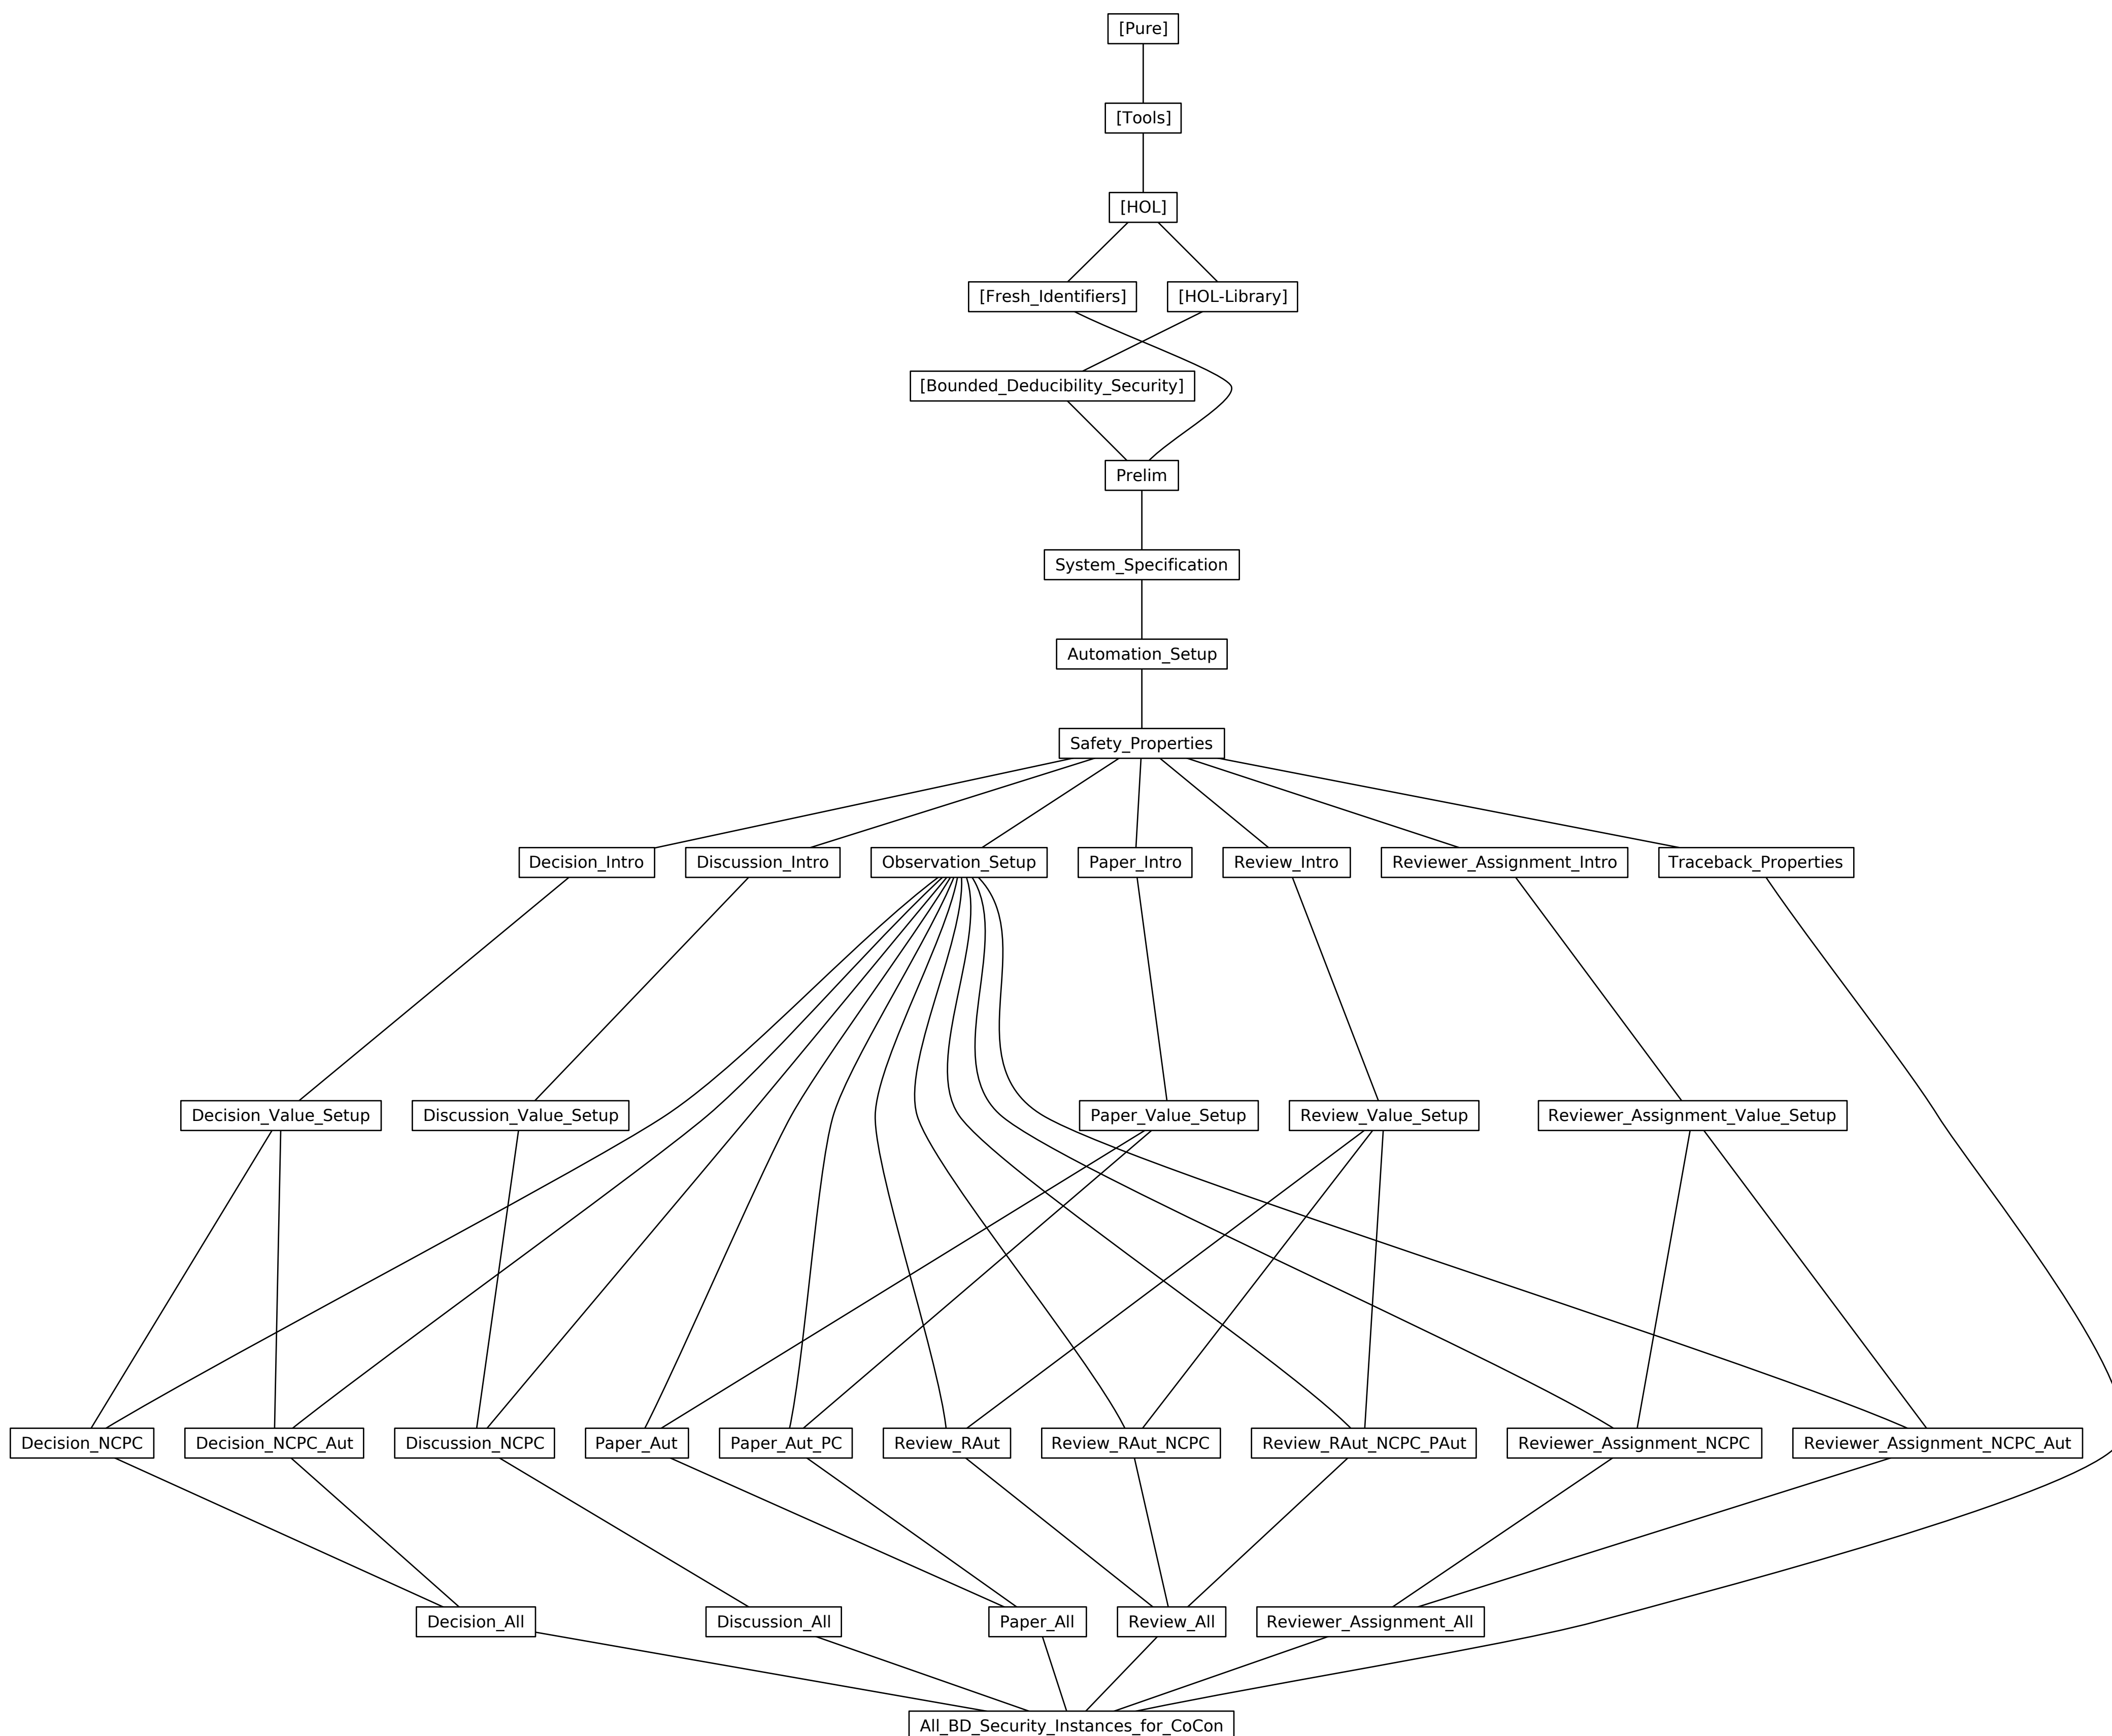 [Pure]
[Tools]
[HOL]
[Fresh_Identifiers]
[HOL-Library]
[Bounded_Deducibility_Security]
Prelim
System_Specification
Automation_Setup
Safety_Properties
Decision_Intro
Discussion_Intro
Observation_Setup
Paper_Intro
Review_Intro
Reviewer_Assignment_Intro
Traceback_Properties
Decision_Value_Setup
Discussion_Value_Setup
Paper_Value_Setup
Review_Value_Setup
Reviewer_Assignment_Value_Setup
Decision_NCPC
Decision_NCPC_Aut
Discussion_NCPC
Paper_Aut
Paper_Aut_PC
Review_RAut
Review_RAut_NCPC
Review_RAut_NCPC_PAut
Reviewer_Assignment_NCPC
Reviewer_Assignment_NCPC_Aut
Decision_All
Discussion_All
Paper_All
Review_All
Reviewer_Assignment_All
All_BD_Security_Instances_for_CoCon